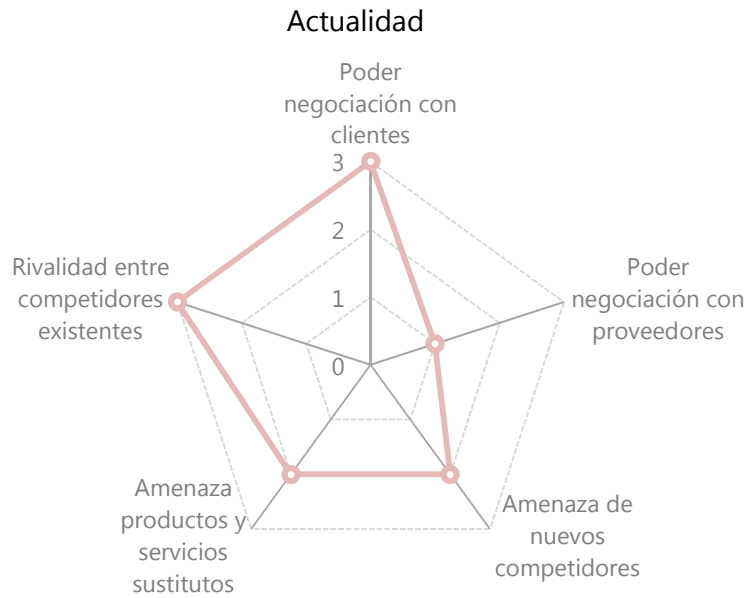 Actualidad
Poder
negociación con
clientes
3
2
1
0
Poder
negociación con
proveedores
Amenaza de
nuevos
competidores
Amenaza
productos y
servicios
sustitutos
Rivalidad entre
competidores
existentes